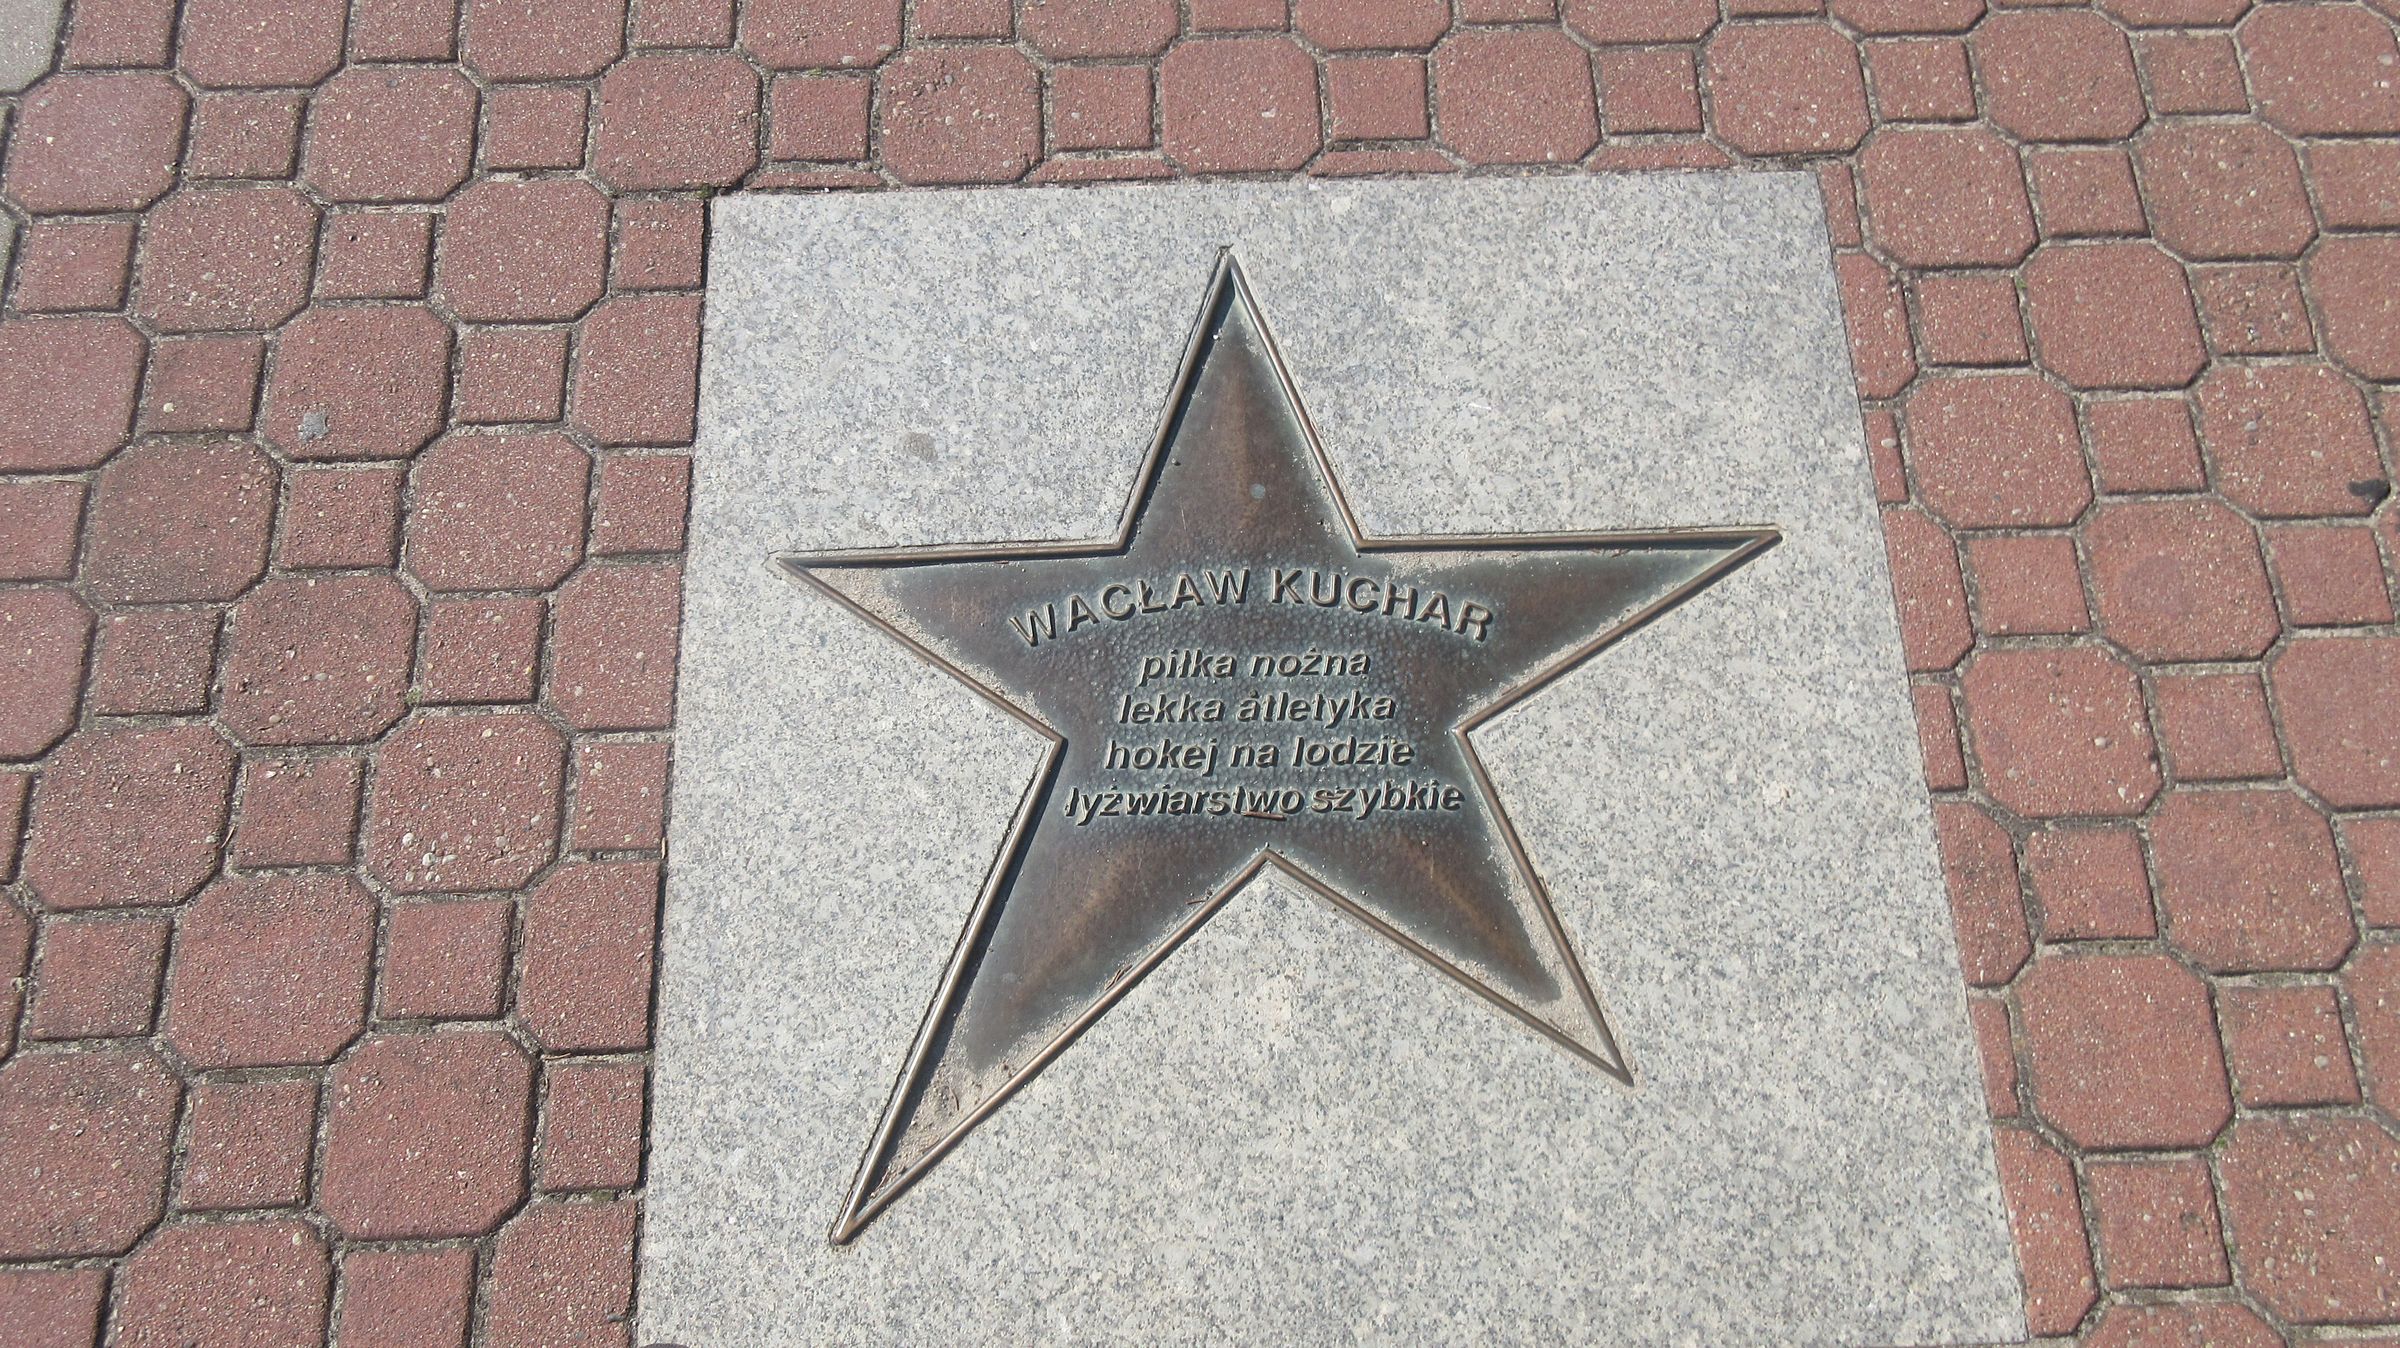 WACŁAW KUCHAR
piłka nożna
lekka atletyka
hokej na lodzie
łyżwiarstwo szybkie